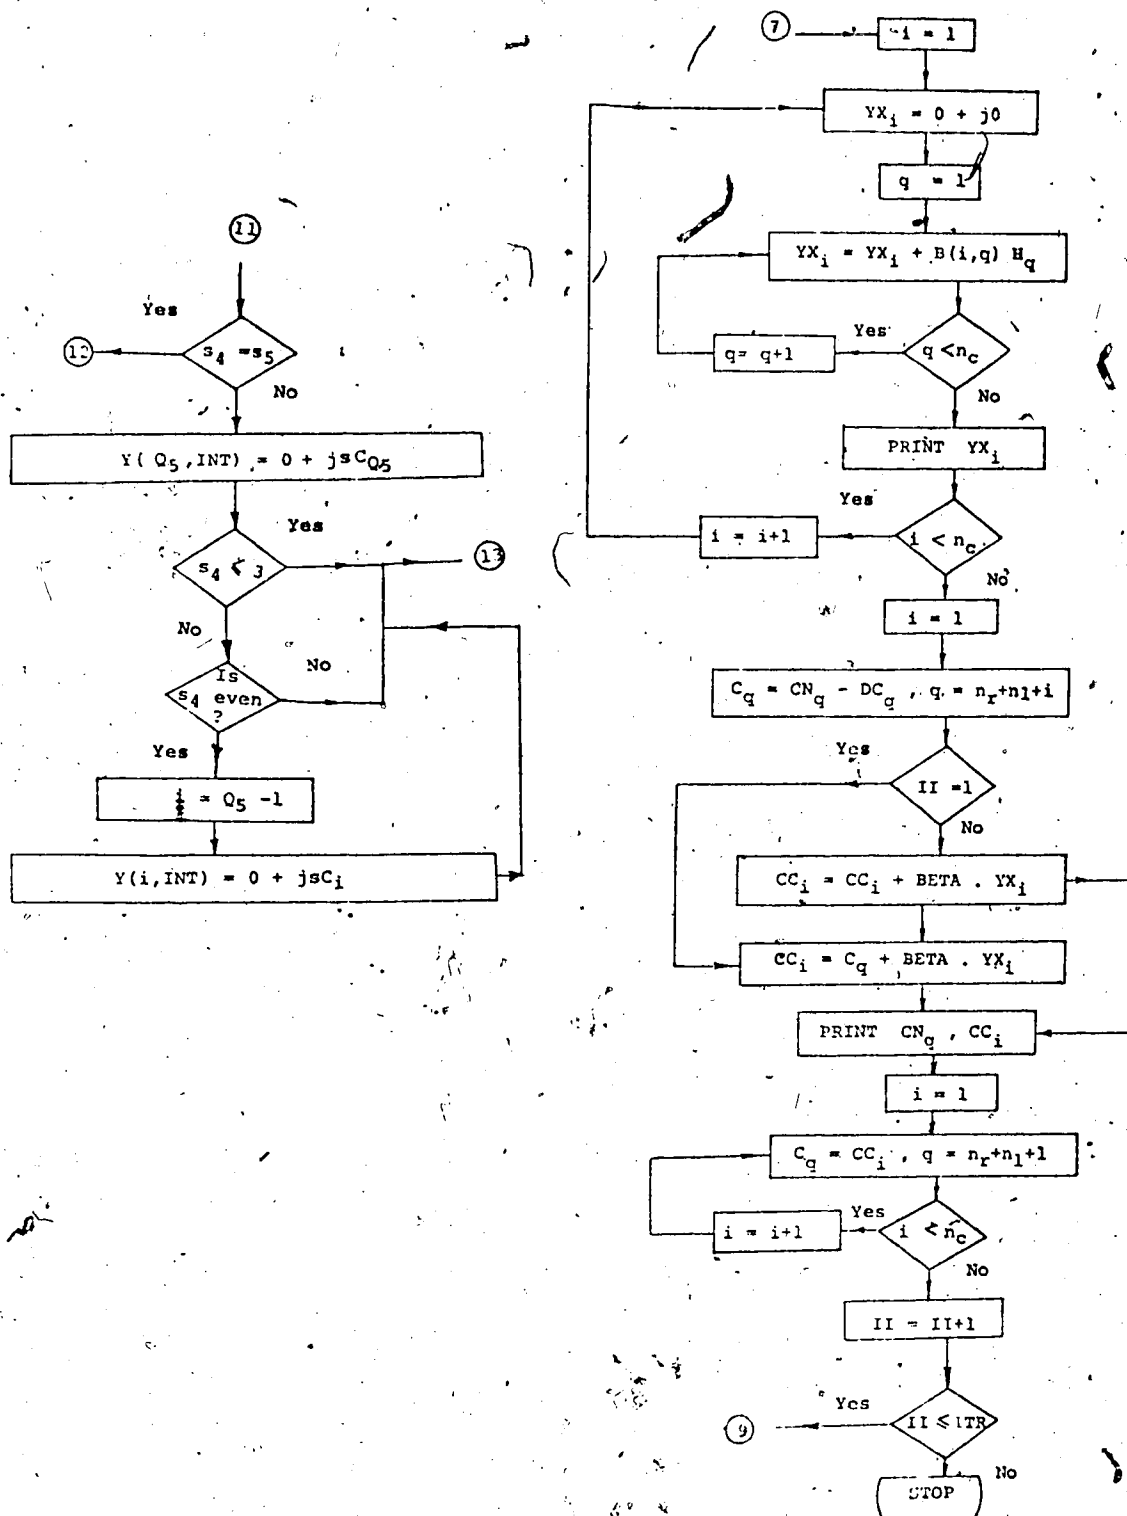 11
Yes
12
s4 =s5
No
Y( Q5,INT) = 0 + jsCQ5
Yes
s4 < 3
13
No
Is
s4 even
?
No
Yes
i = Q5 -1
Y(i,INT) = 0 + jsCi
7
i = 1
YXi = 0 + j0
q = 1
YXi = YXi + B(i,q) Hq
Yes
q= q+1
q <nc
No
PRINT YXi
Yes
i = i+1
i < nc
No
i = 1
Cq = CNq - DCq , q = nr+nl+i
Yes
II =1
No
CCi = CCi + BETA . YXi
CCi = Cq + BETA . YXi
PRINT CNq , CCi
i = 1
Cq = CCi , q = nr+nl+1
Yes
i = i+1
i < nc
No
II = II+1
Yes
9
II ≤ ITR
No
STOP